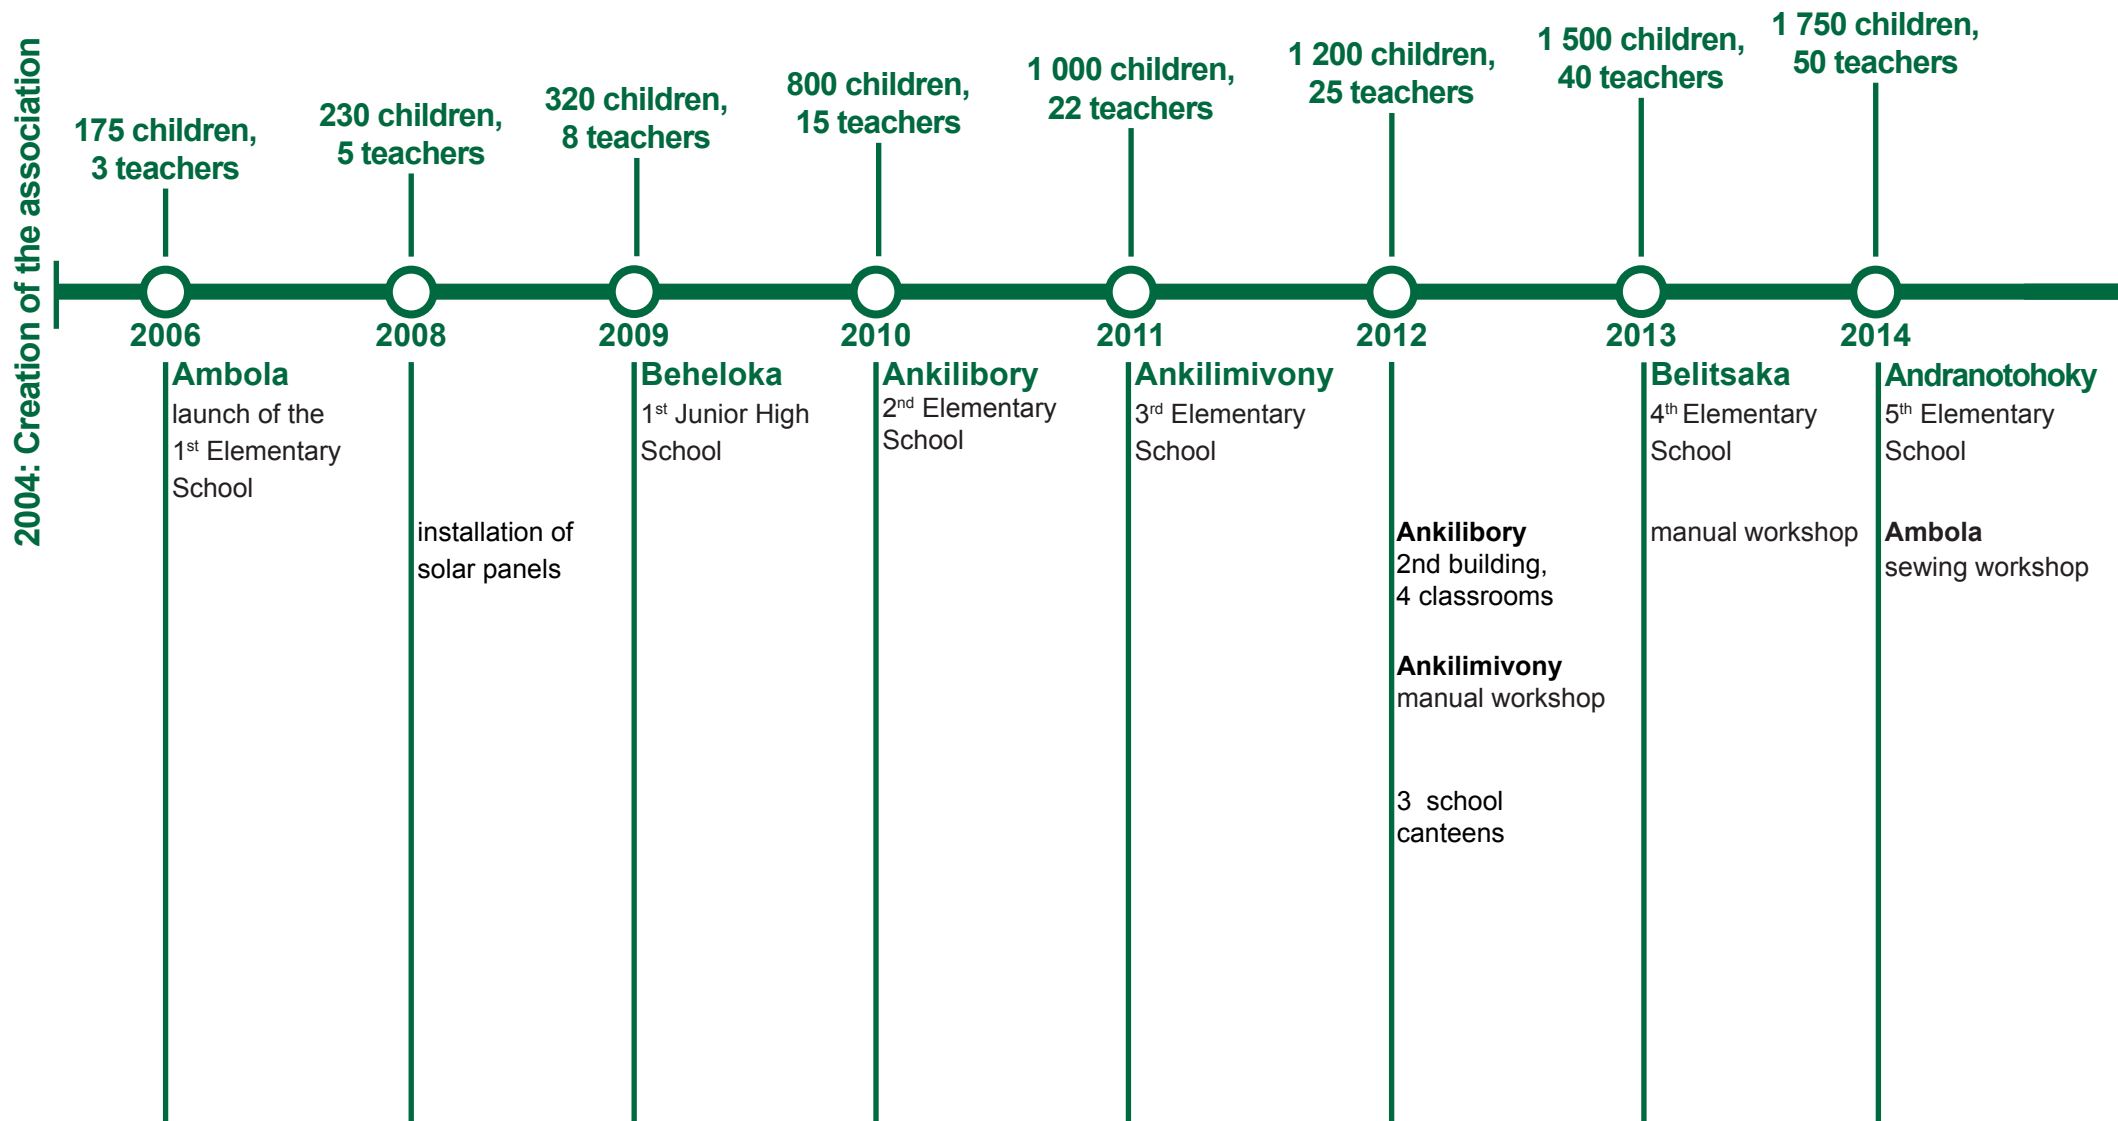 2004: Creation of the association
175 children,
3 teachers
230 children,
5 teachers
320 children,
8 teachers
800 children,
15 teachers
1 000 children,
22 teachers
1 200 children,
25 teachers
1 500 children,
40 teachers
1 750 children,
50 teachers
2006
Ambola
launch of the
1st Elementary
School
2008
installation of
solar panels
2009
Beheloka
1st Junior High
School
2010
Ankilibory
2nd Elementary
School
2011
Ankilimivony
3rd Elementary
School
2012
Ankilibory
2nd building,
4 classrooms
Ankilimivony
manual workshop
3 school
canteens
2013
Belitsaka
4th Elementary
School
manual workshop
2014
Andranotohoky
5th Elementary
School
Ambola
sewing workshop